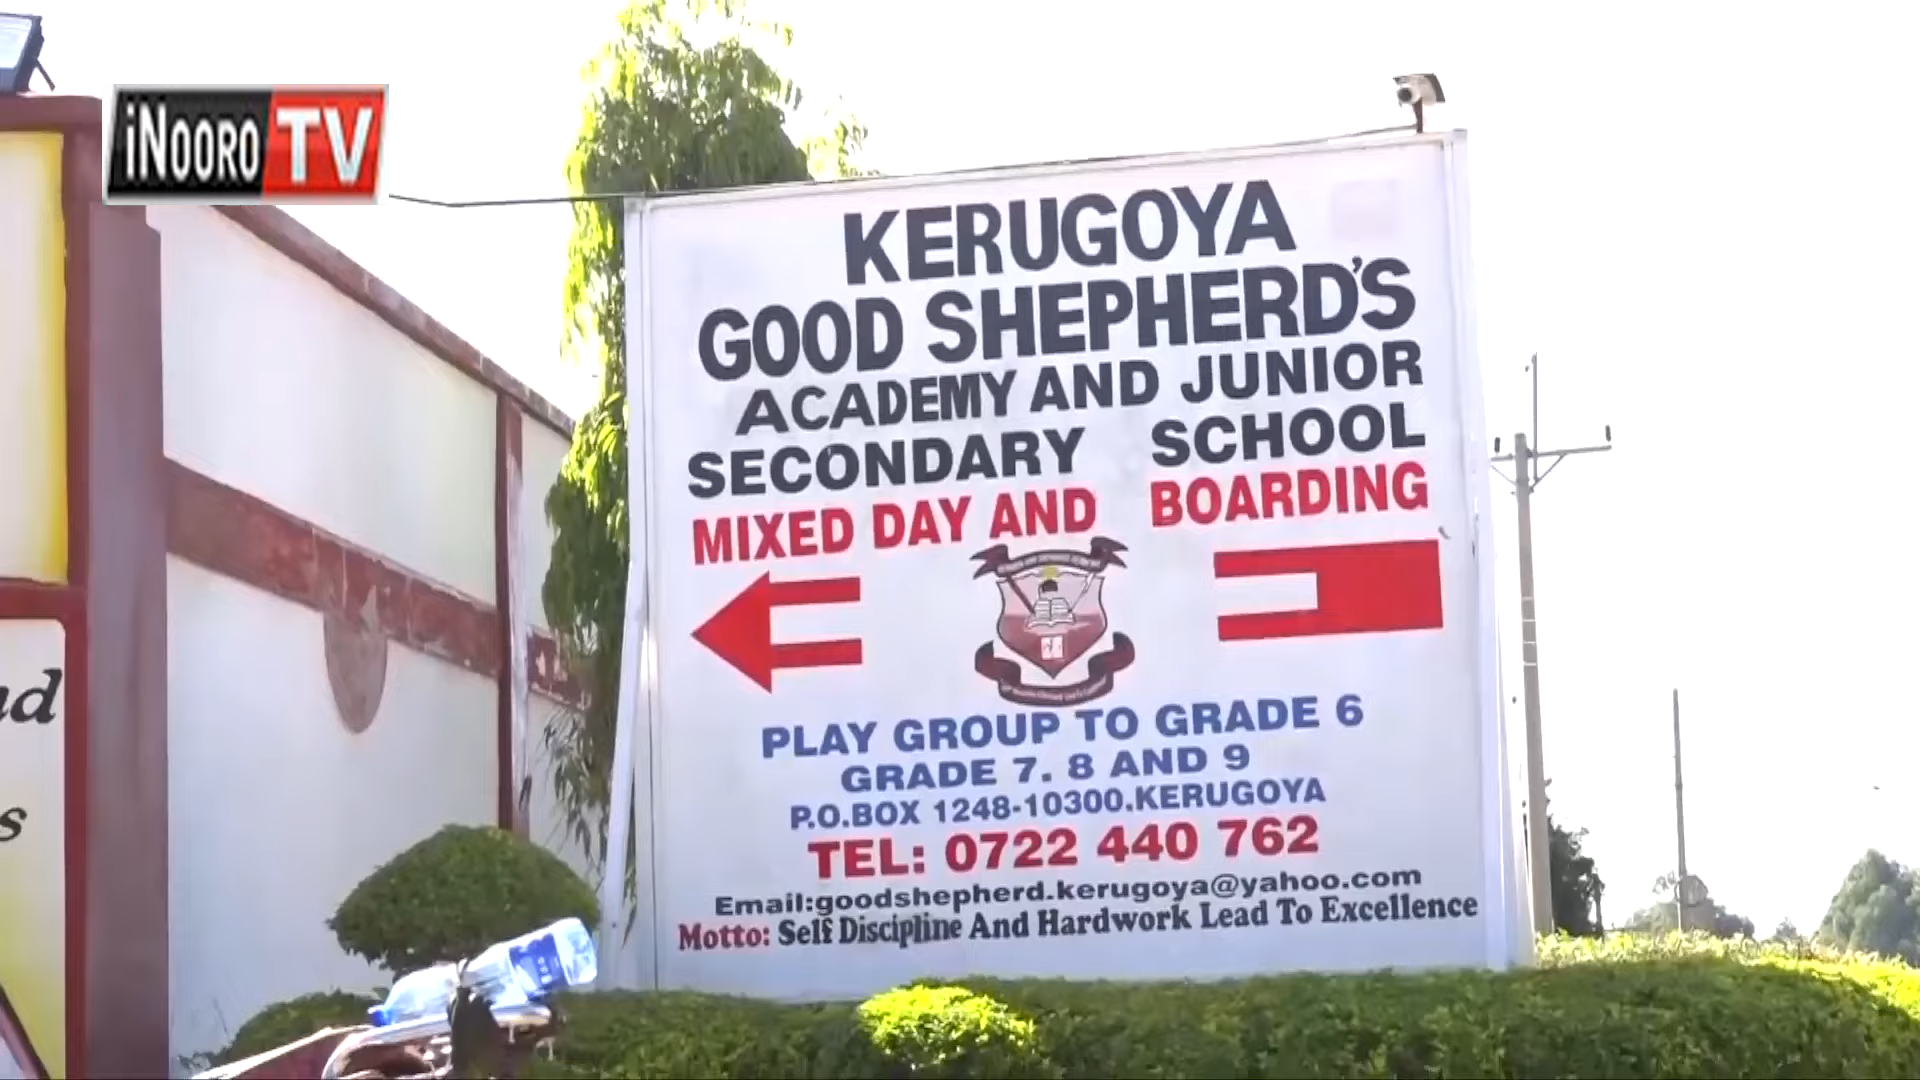 iNOORO TV
KERUGOYA
GOOD SHEPHERD'S
ACADEMY AND JUNIOR
SECONDARY SCHOOL
MIXED DAY AND BOARDING
PLAY GROUP TO GRADE 6
GRADE 7. 8 AND 9
P.O.BOX 1248-10300.KERUGOYA
TEL: 0722 440 762
Email:goodshepherd.kerugoya@yahoo.com
Motto: Self Discipline And Hardwork Lead To Excellence